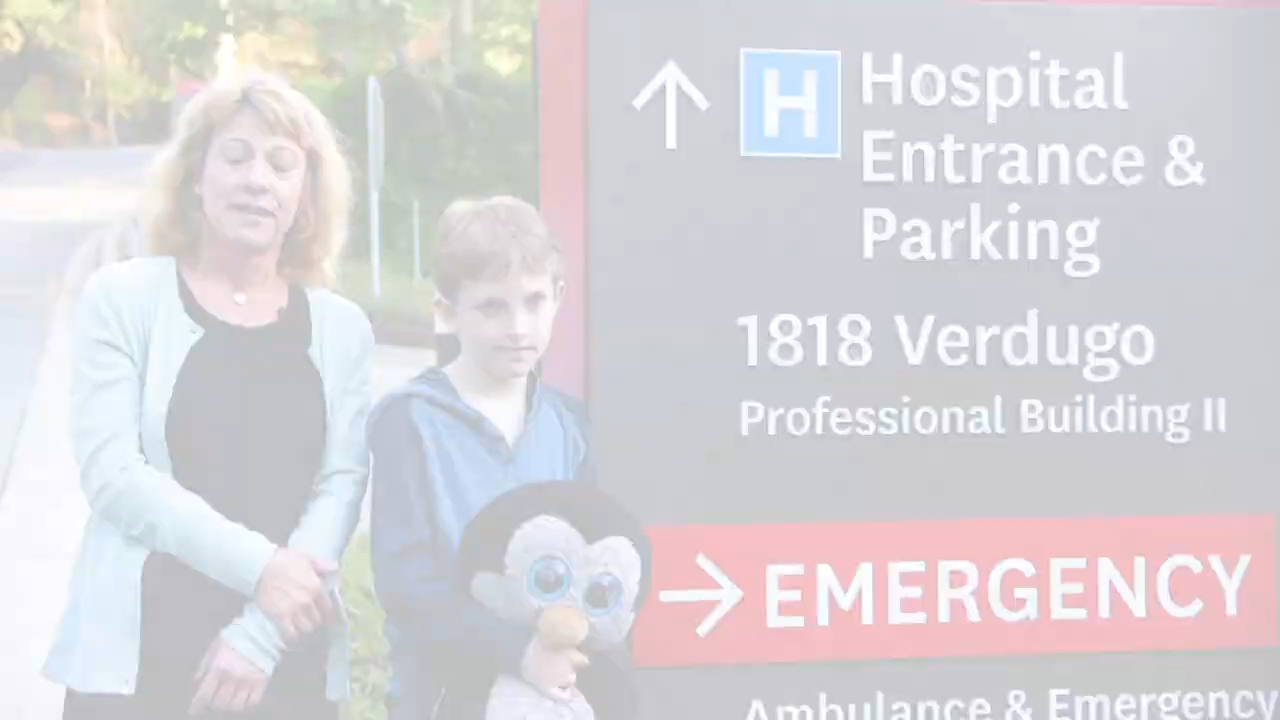 H Hospital
Entrance &
Parking
1818 Verdugo
Professional Building II
EMERGENCY
Ambulance & Emergency